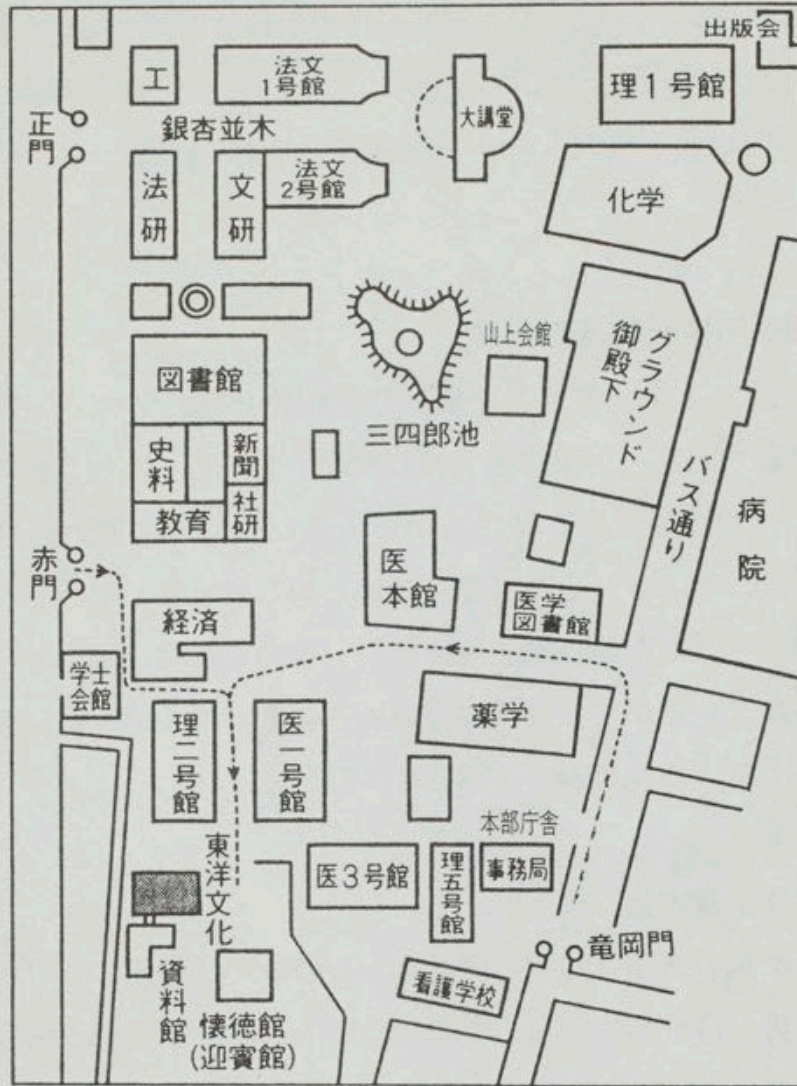 出版会
工
法文
1号館
大講堂
理1号館
正門
銀杏並木
法研
文研
法文
2号館
化学
山上会館
御殿下
グラウンド
図書館
三四郎池
史料
新聞
社研
教育
バス通り
病院
赤門
医
本館
経済
医学
図書館
学士
会館
理二号館
医一号館
薬学
本部庁舎
東洋文化
医3号館
理五号館
事務局
竜岡門
資料館
看護学校
懐徳館
(迎賓館)